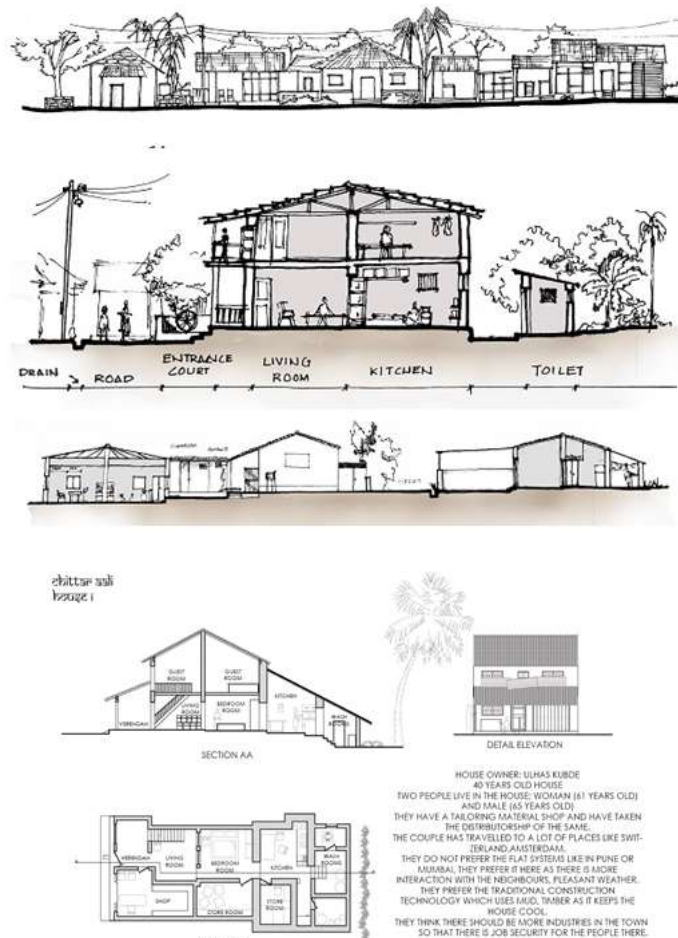 DRAIN
ROAD
ENTRANCE
COURT
LIVING
ROOM
KITCHEN
TOILET
chittar aali
house 1
GUEST
ROOM
GUEST
ROOM
KITCHEN
VERENDAH
LIVING
ROOM
BEDROOM
ROOM
WASH
ROOMS
SECTION AA
DETAIL ELEVATION
HOUSE OWNER: ULHAS KUBDE
40 YEARS OLD HOUSE
TWO PEOPLE LIVE IN THE HOUSE; WOMAN (61 YEARS OLD)
AND MALE (65 YEARS OLD)
THEY HAVE A TAILORING MATERIAL SHOP AND HAVE TAKEN
THE DISTRIBUTORSHIP OF THE SAME.
THE COUPLE HAS TRAVELLED TO A LOT OF PLACES LIKE SWIT-
ZERLAND,AMSTERDAM.
THEY DO NOT PREFER THE FLAT SYSTEMS LIKE IN PUNE OR
MUMBAI, THEY PREFER IT HERE AS THERE IS MORE
INTERACTION WITH THE NEIGHBOURS, PLEASANT WEATHER.
THEY PREFER THE TRADITIONAL CONSTRUCTION
TECHNOLOGY WHICH USES MUD, TIMBER AS IT KEEPS THE
HOUSE COOL.
THEY THINK THERE SHOULD BE MORE INDUSTRIES IN THE TOWN
SO THAT THERE IS JOB SECURITY FOR THE PEOPLE THERE.
VERENDAH
LIVING
ROOM
BEDROOM
ROOM
KITCHEN
WASH
ROOMS
SHOP
STORE ROOM
STORE
ROOM